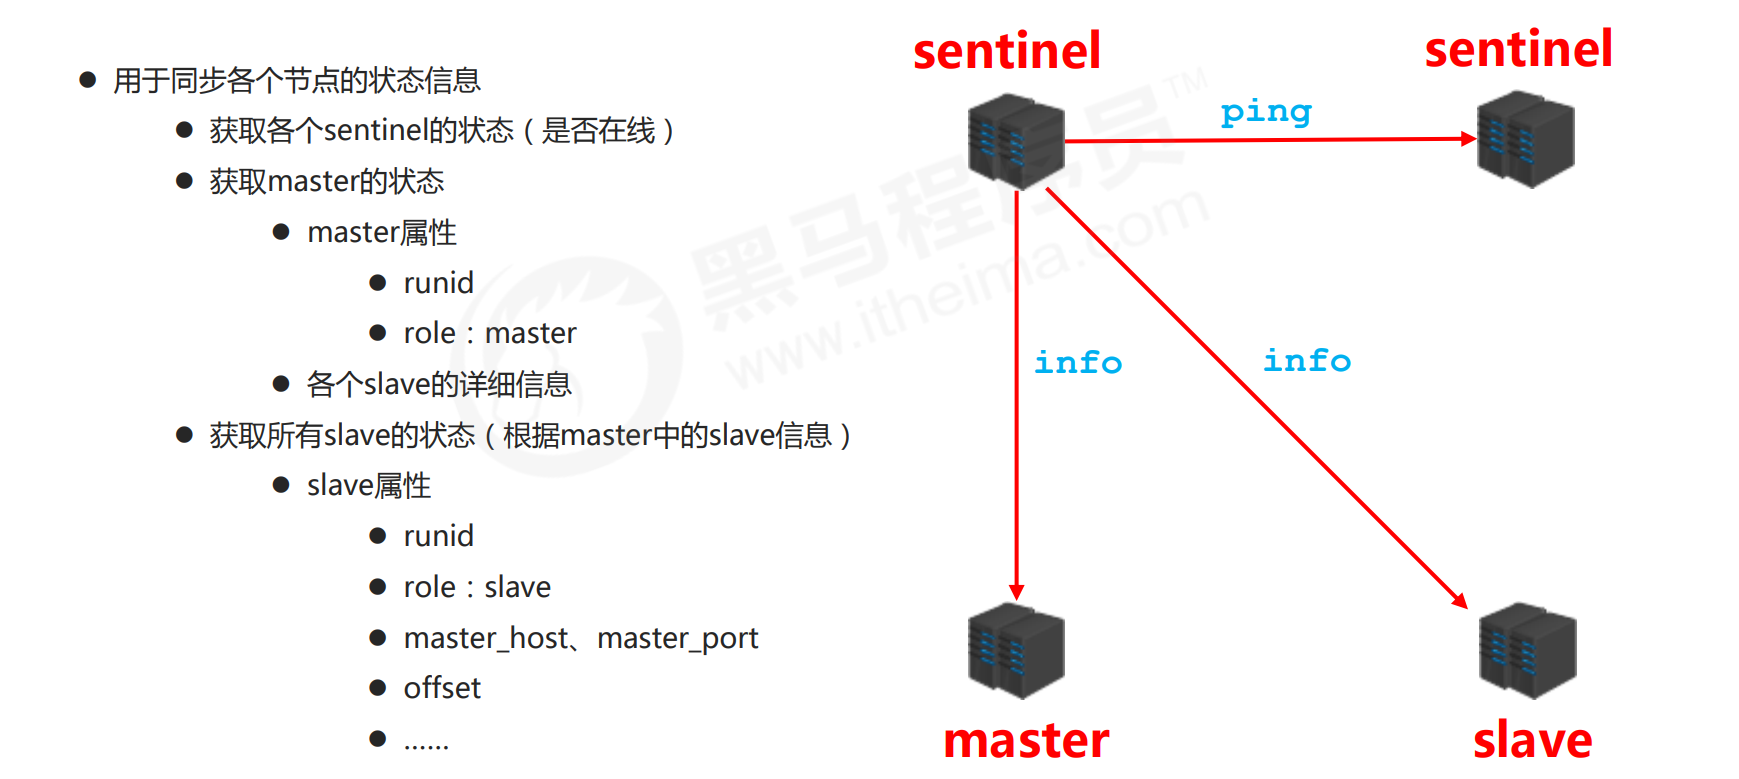 用于同步各个节点的状态信息
获取各个sentinel的状态（是否在线）
获取master的状态
master属性
runid
role：master
各个slave的详细信息
获取所有slave的状态（根据master中的slave信息）
slave属性
runid
role：slave
master_host、master_port
offset
......
sentinel
sentinel
ping
info
info
master
slave
黑马程序员™
www.itheima.com